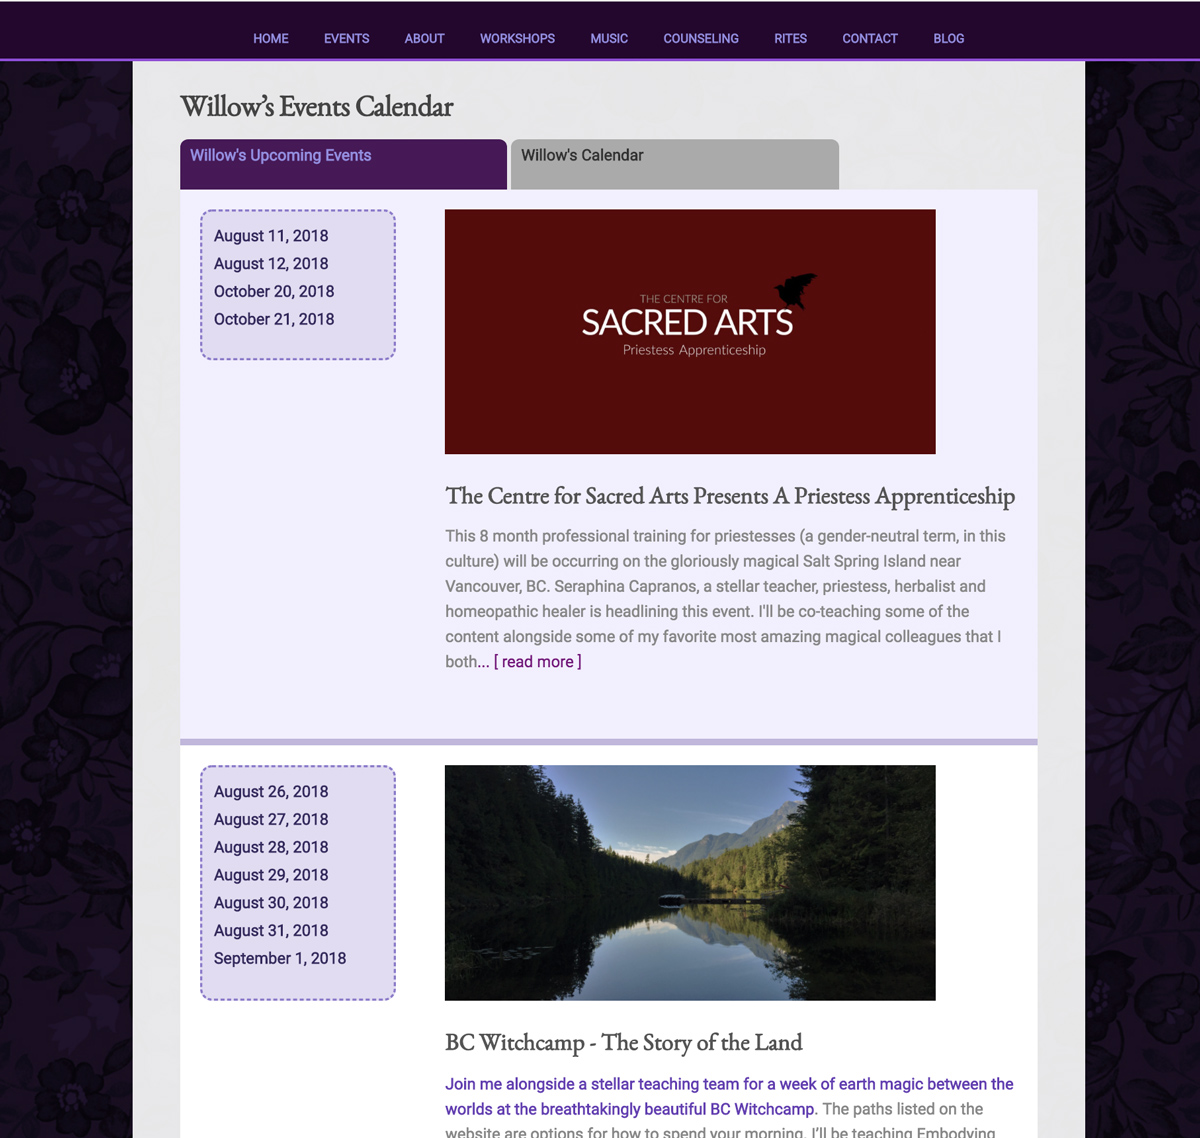 HOME EVENTS ABOUT WORKSHOPS MUSIC COUNSELING RITES CONTACT BLOG
Willow’s Events Calendar
Willow's Upcoming Events
Willow's Calendar
August 11, 2018
August 12, 2018
October 20, 2018
October 21, 2018
THE CENTRE FOR
SACRED ARTS
Priestess Apprenticeship
The Centre for Sacred Arts Presents A Priestess Apprenticeship
This 8 month professional training for priestesses (a gender-neutral term, in this
culture) will be occurring on the gloriously magical Salt Spring Island near
Vancouver, BC. Seraphina Capranos, a stellar teacher, priestess, herbalist and
homeopathic healer is headlining this event. I'll be co-teaching some of the
content alongside some of my favorite most amazing magical colleagues that I
both... [ read more ]
August 26, 2018
August 27, 2018
August 28, 2018
August 29, 2018
August 30, 2018
August 31, 2018
September 1, 2018
BC Witchcamp - The Story of the Land
Join me alongside a stellar teaching team for a week of earth magic between the
worlds at the breathtakingly beautiful BC Witchcamp. The paths listed on the
website are options for how to spend your morning. I’ll be teaching Embodying